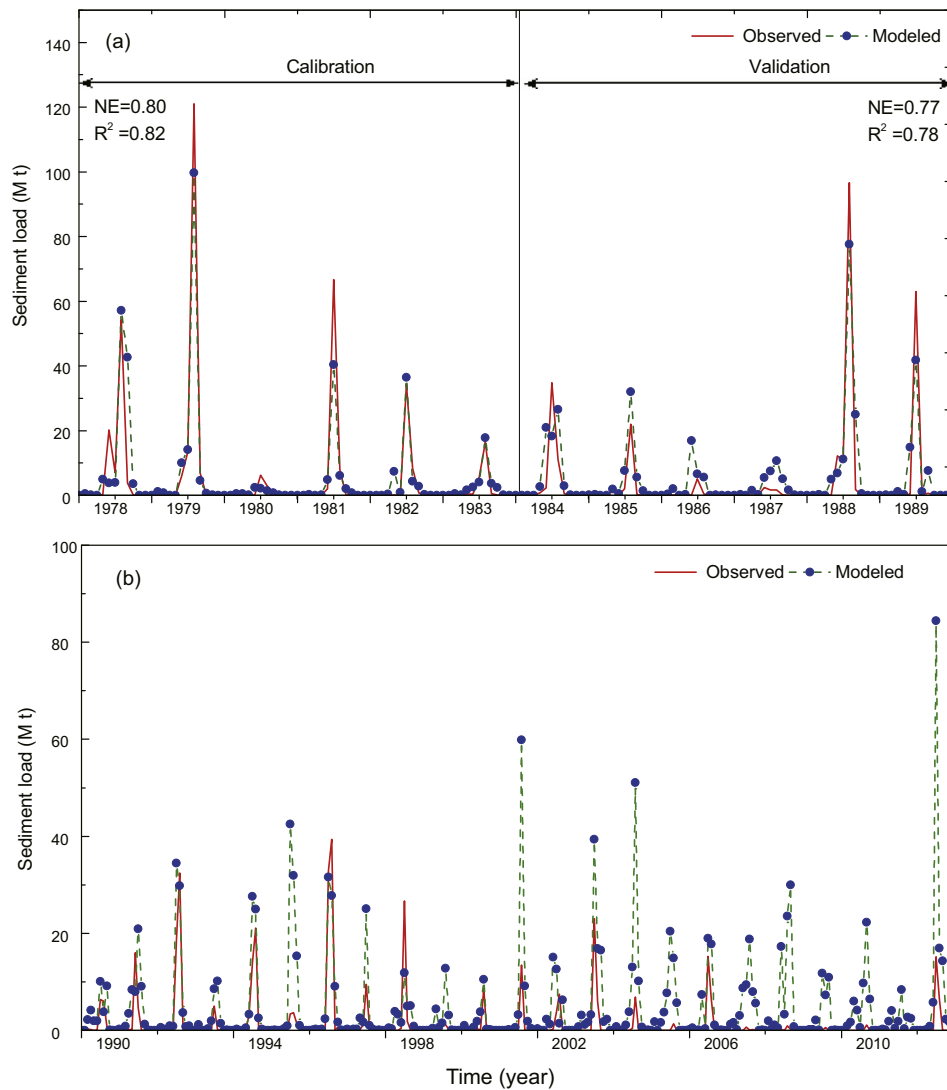 (a)
Observed Modeled
Calibration Validation
NE=0.80 NE=0.77
R² =0.82 R² =0.78
140
120
100
80
60
40
20
0
Sediment load (M t)
1978 1979 1980 1981 1982 1983 1984 1985 1986 1987 1988 1989
(b)
Observed Modeled
100
80
60
40
20
0
Sediment load (M t)
1990 1994 1998 2002 2006 2010
Time (year)